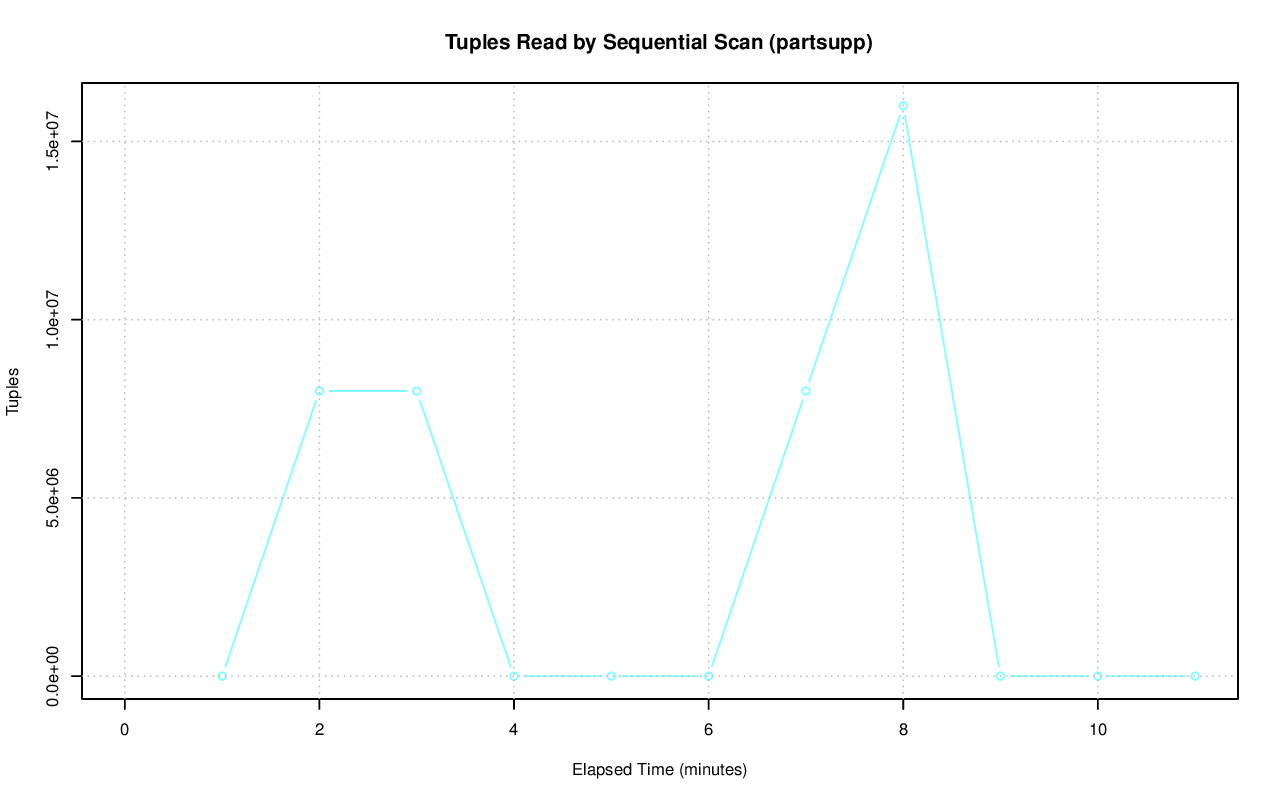 Tuples Read by Sequential Scan (partsupp)
Tuples
1.5e+07
1.0e+07
5.0e+06
0.0e+00
0 2 4 6 8 10
Elapsed Time (minutes)